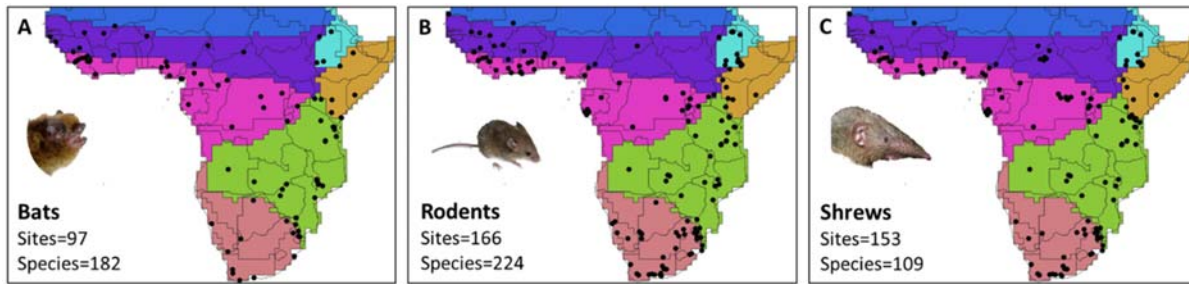 A
Bats
Sites=97
Species=182
B
Rodents
Sites=166
Species=224
C
Shrews
Sites=153
Species=109